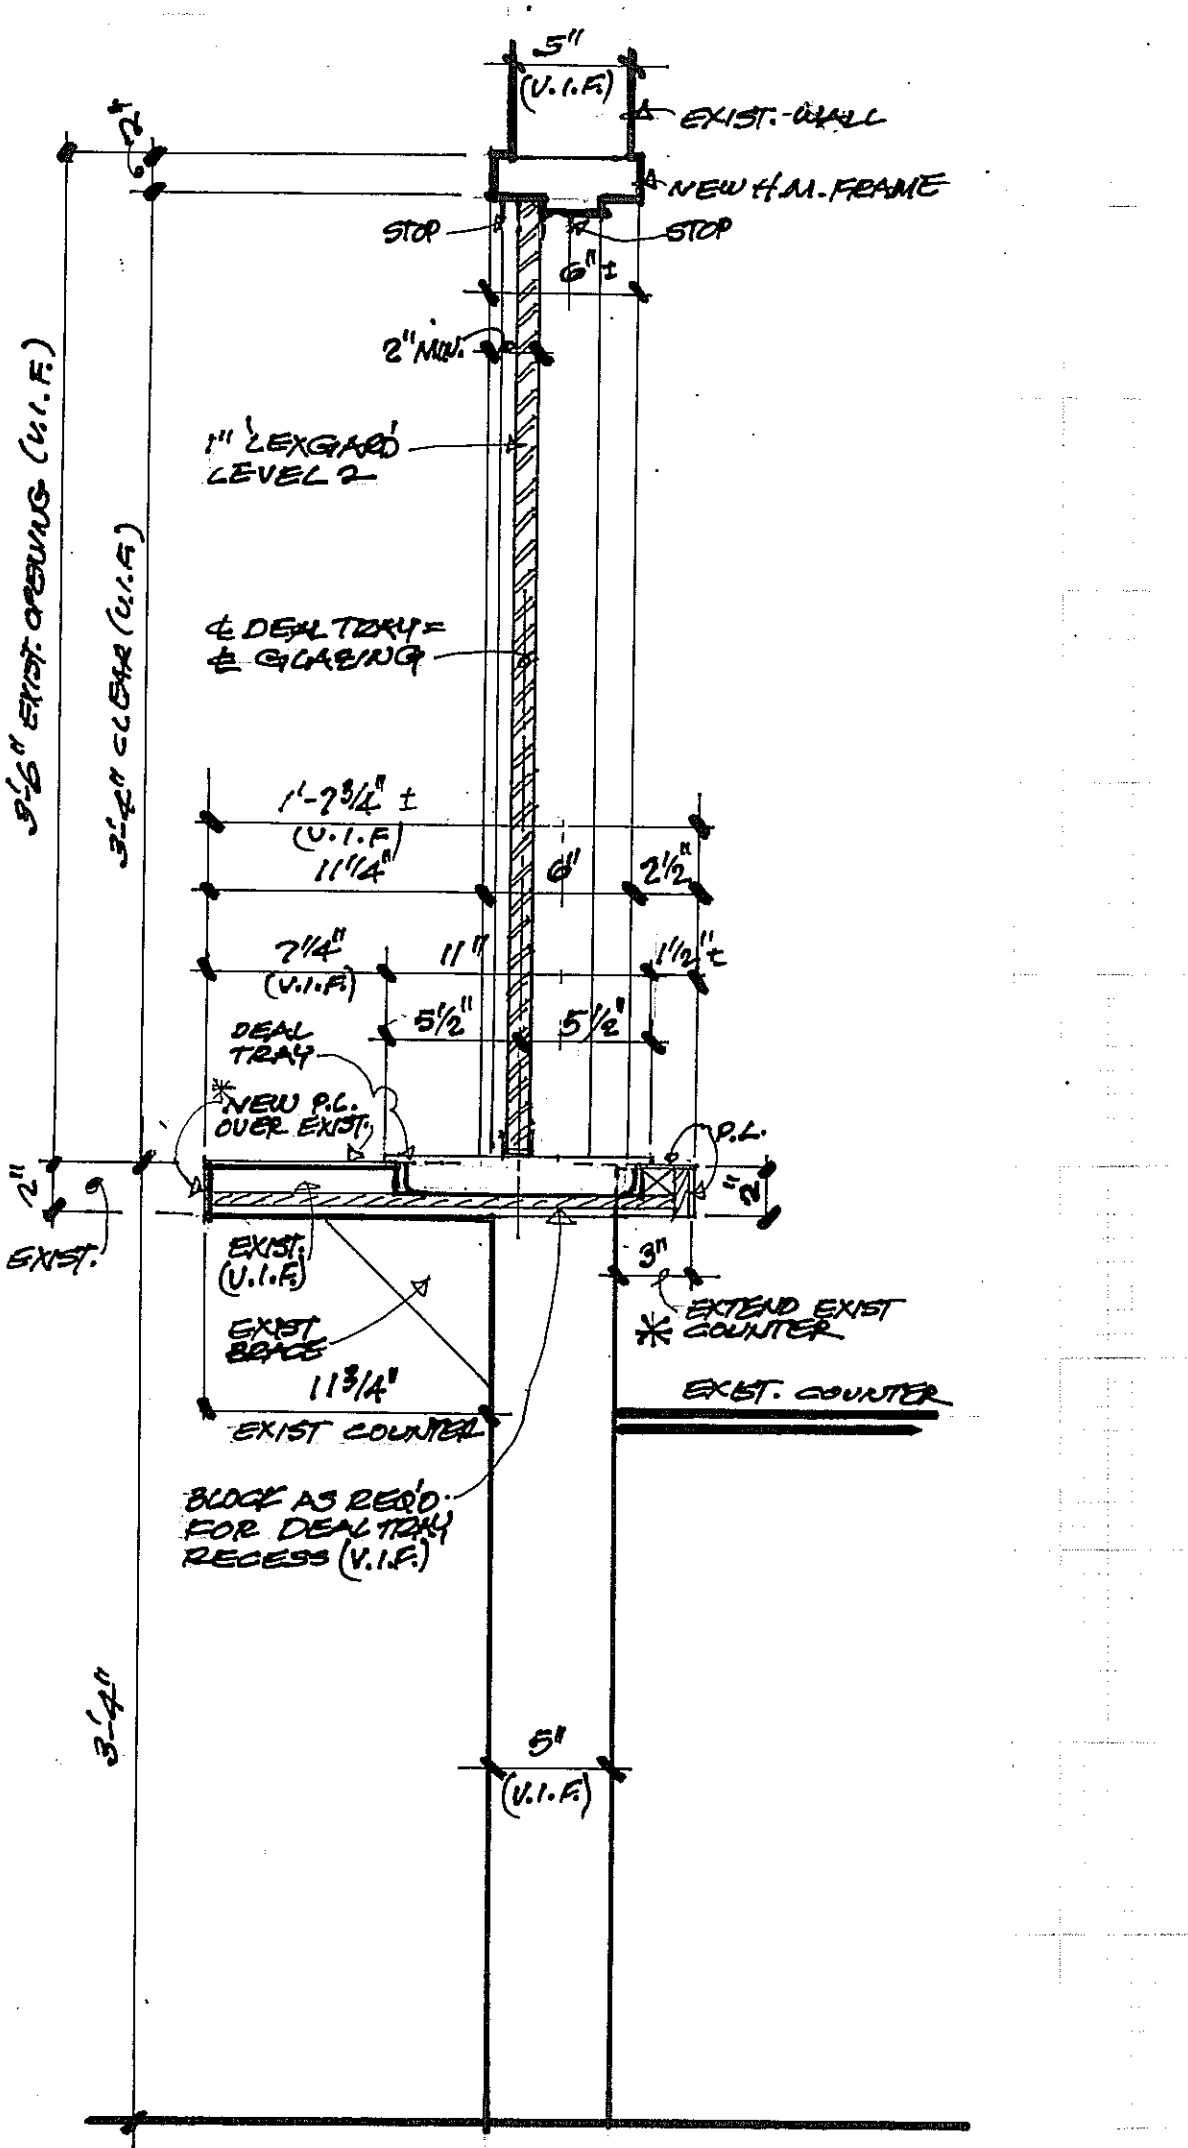 5"
(V.I.F.)
EXIST. WALL
2"
NEW H.M. FRAME
STOP
STOP
6"±
2" MIN.
1" 'LEXGARD'
LEVEL 2
3'-6" EXIST. OPENING (V.I.F.)
3'-4" CLEAR (V.I.F.)
℄ DEAL TRAY =
℄ GLAZING
1'-7 3/4" ±
(V.I.F.)
11 1/4"
6"
2 1/2"
7 1/4"
(V.I.F.)
11"
1 1/2"±
5 1/2"
5 1/2"
DEAL
TRAY
* NEW P.L.
OVER EXIST.
P.L.
2"
2"
EXIST.
EXIST.
(V.I.F.)
3"
EXTEND EXIST
* COUNTER
EXIST
BRACE
11 3/4"
EXIST COUNTER
EXIST. COUNTER
BLOCK AS REQ'D.
FOR DEAL TRAY
RECESS (V.I.F.)
3'-4"
5"
(V.I.F.)